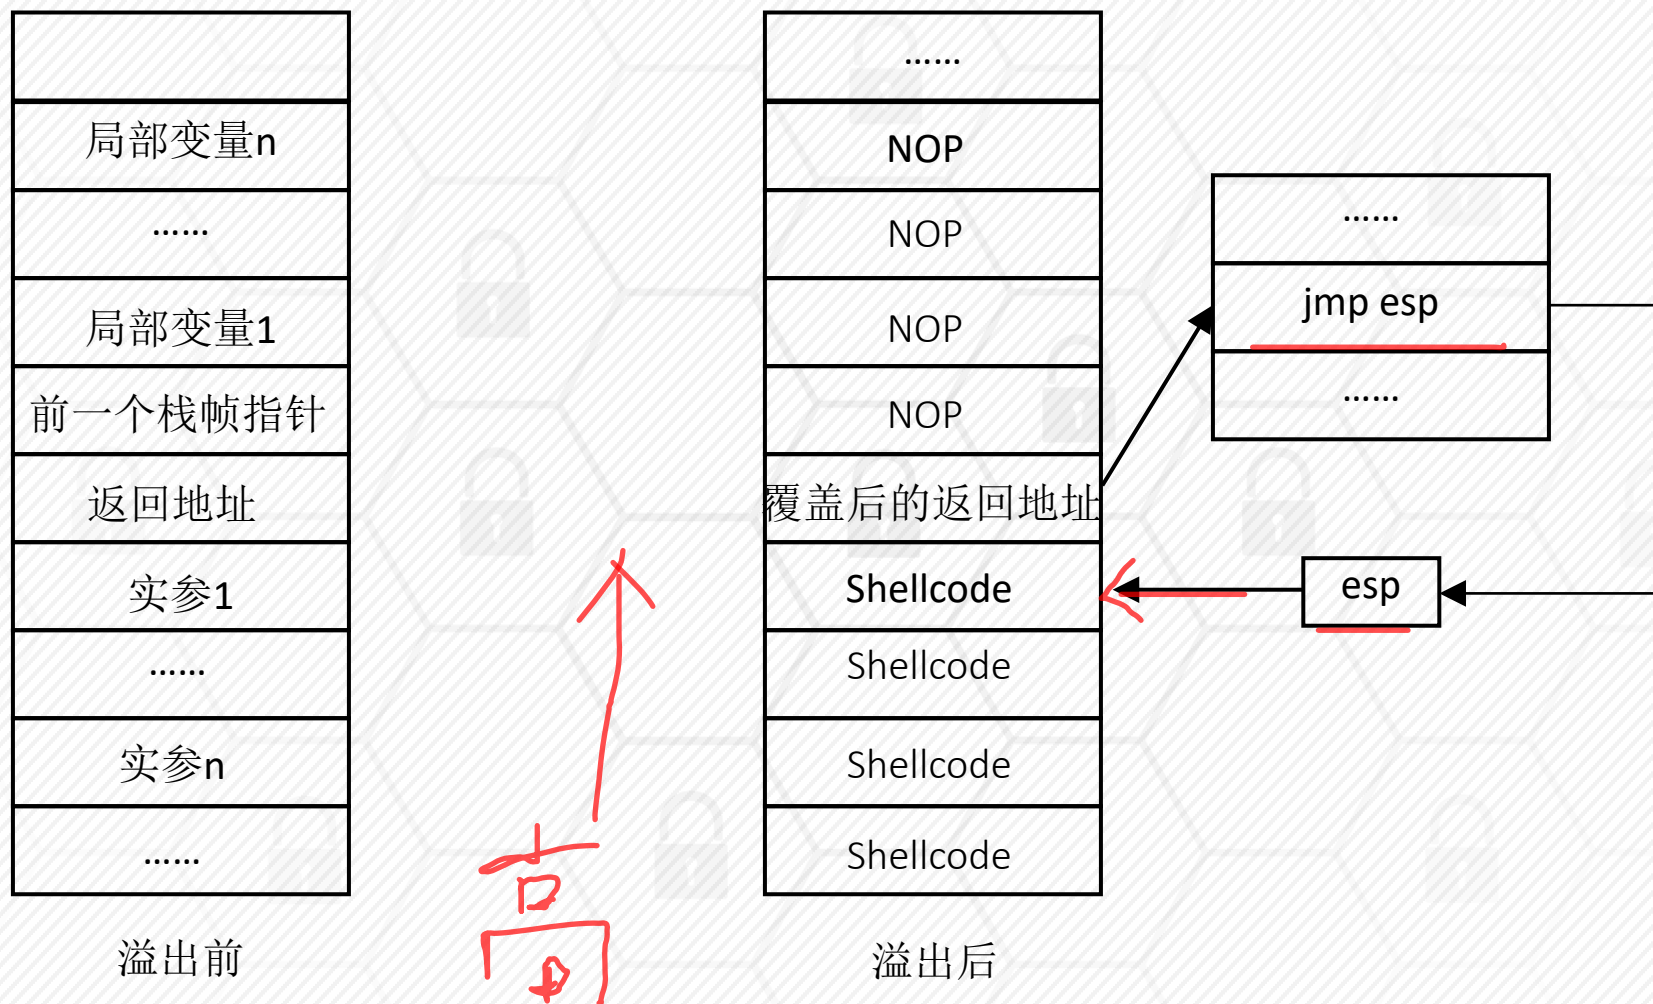 局部变量n
……
局部变量1
前一个栈帧指针
返回地址
实参1
……
实参n
……
溢出前
高
……
NOP
NOP
NOP
NOP
覆盖后的返回地址
Shellcode
Shellcode
Shellcode
Shellcode
溢出后
……
jmp esp
……
esp